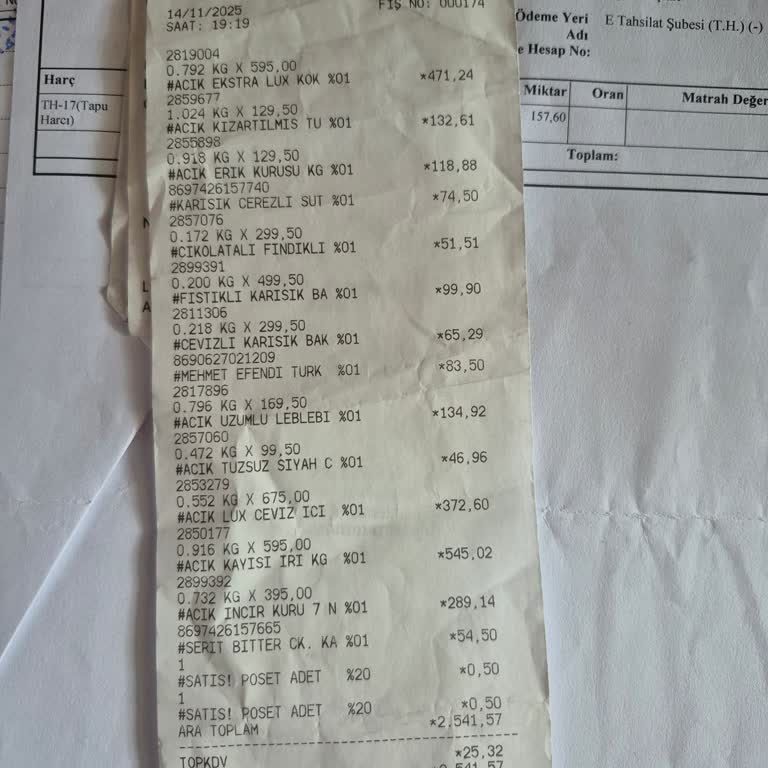 14/11/2025
FİŞ NO: 000174
SAAT: 19:19
2819004
0.792 KG X 595,00
#ACIK EKSTRA LUX KOK %01 *471,24
2859677
1.024 KG X 129,50
#ACIK KIZARTILMIS TU %01 *132,61
2855898
0.918 KG X 129,50
#ACIK ERIK KURUSU KG %01 *118,88
8697426157740
#KARISIK CEREZLI SUT %01 *74,50
2857076
0.172 KG X 299,50
#CIKOLATALI FINDIKLI %01 *51,51
2899391
0.200 KG X 499,50
#FISTIKLI KARISIK BA %01 *99,90
2811306
0.218 KG X 299,50
#CEVIZLI KARISIK BAK %01 *65,29
8690627021209
#MEHMET EFENDI TURK %01 *83,50
2817896
0.796 KG X 169,50
#ACIK UZUMLU LEBLEBI %01 *134,92
2857060
0.472 KG X 99,50
#ACIK TUZSUZ SIYAH C %01 *46,96
2853279
0.552 KG X 675,00
#ACIK LUX CEVIZ ICI %01 *372,60
2850177
0.916 KG X 595,00
#ACIK KAYISI IRI KG %01 *545,02
2899392
0.732 KG X 395,00
#ACIK INCIR KURU 7 N %01 *289,14
8697426157665
#SERIT BITTER CK. KA %01 *54,50
1
#SATIS! POSET ADET %20 *0,50
1
#SATIS! POSET ADET %20 *0,50
ARA TOPLAM *2.541,57
TOPKDV *25,32
Harç
TH-17(Tapu
Harcı)
Ödeme Yeri E Tahsilat Şubesi (T.H.) (-)
Adı
e Hesap No:
Miktar Oran Matrah Değer
157,60
Toplam: